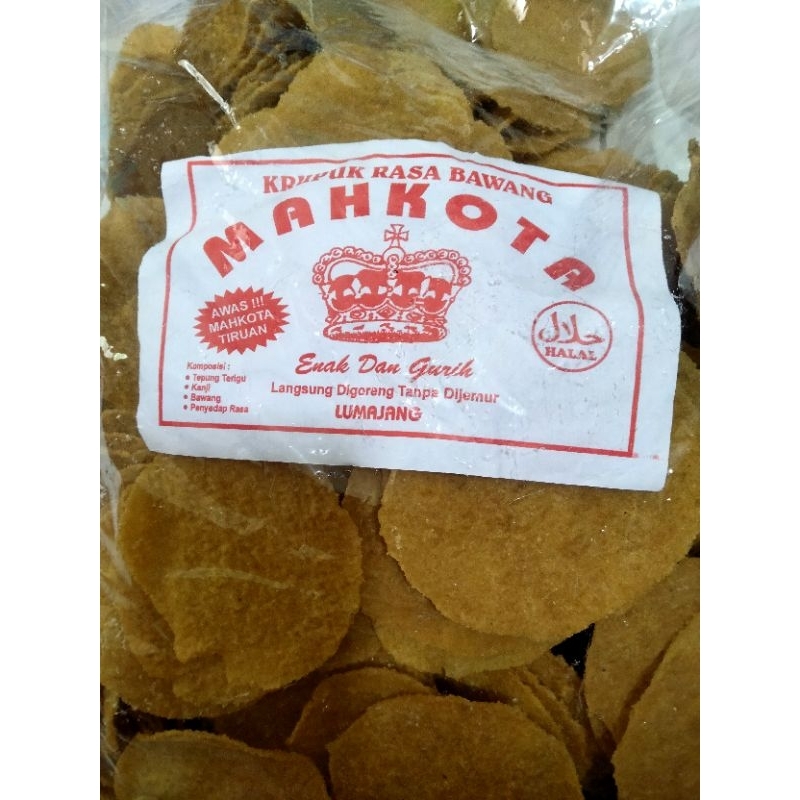 KRUPUK RASA BAWANG
MAHKOTA
AWAS !!!
MAHKOTA
TIRUAN
حلال
HALAL
Komposisi :
• Tepung Terigu
• Kanji
• Bawang
• Penyedap Rasa
Enak Dan Gurih
Langsung Digoreng Tanpa Dijemur
LUMAJANG